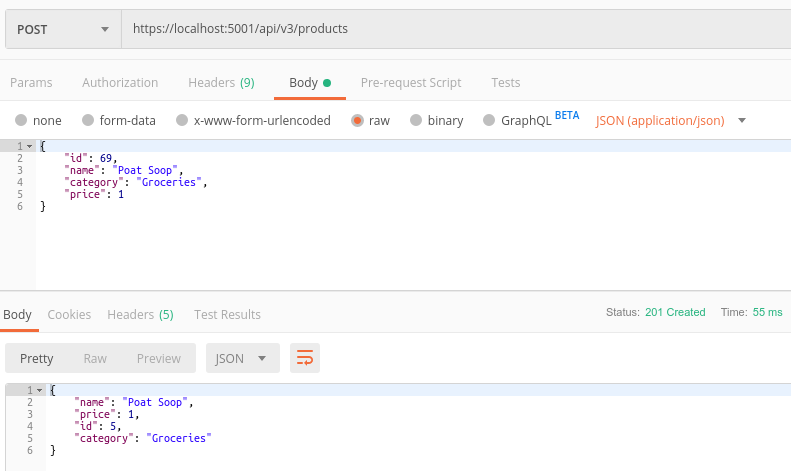 POST https://localhost:5001/api/v3/products
Params Authorization Headers (9) Body Pre-request Script Tests
none form-data x-www-form-urlencoded raw binary GraphQL BETA JSON (application/json)
1 {
2 "id": 69,
3 "name": "Poat Soop",
4 "category": "Groceries",
5 "price": 1
6 }
Body Cookies Headers (5) Test Results Status: 201 Created Time: 55 ms
Pretty Raw Preview JSON
1 {
2 "name": "Poat Soop",
3 "price": 1,
4 "id": 5,
5 "category": "Groceries"
6 }